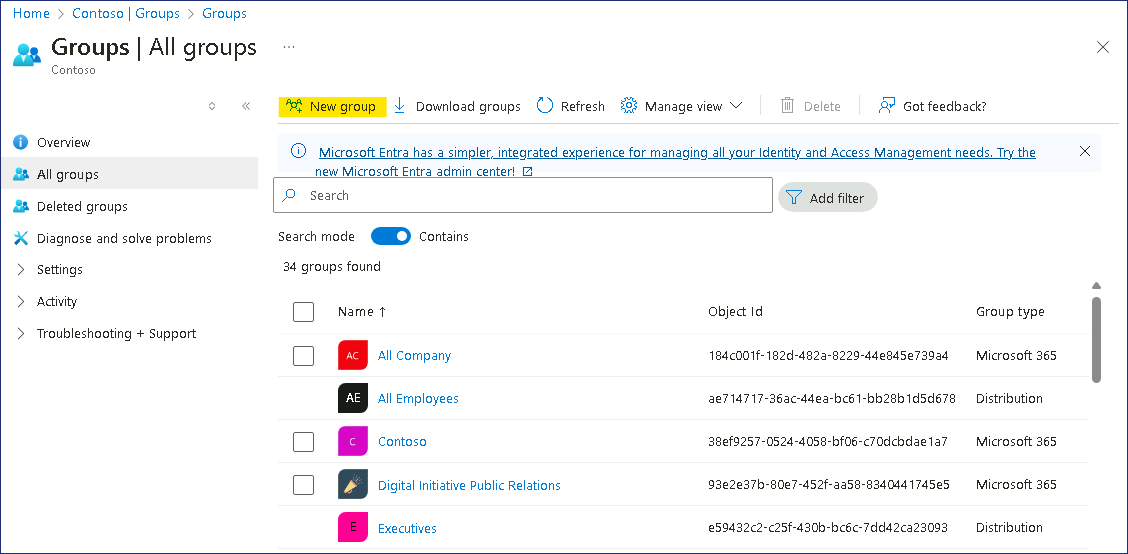 Home > Contoso | Groups > Groups
Groups | All groups ...
Contoso
New group Download groups Refresh Manage view Delete Got feedback?
Microsoft Entra has a simpler, integrated experience for managing all your Identity and Access Management needs. Try the
new Microsoft Entra admin center!
Overview
All groups
Deleted groups
Diagnose and solve problems
Settings
Activity
Troubleshooting + Support
Search Add filter
Search mode Contains
34 groups found
Name ↑ Object Id Group type
AC All Company 184c001f-182d-482a-8229-44e845e739a4 Microsoft 365
AE All Employees ae714717-36ac-44ea-bc61-bb28b1d5d678 Distribution
C Contoso 38ef9257-0524-4058-bf06-c70dcbdae1a7 Microsoft 365
Digital Initiative Public Relations 93e2e37b-80e7-452f-aa58-8340441745e5 Microsoft 365
E Executives e59432c2-c25f-430b-bc6c-7dd42ca23093 Distribution